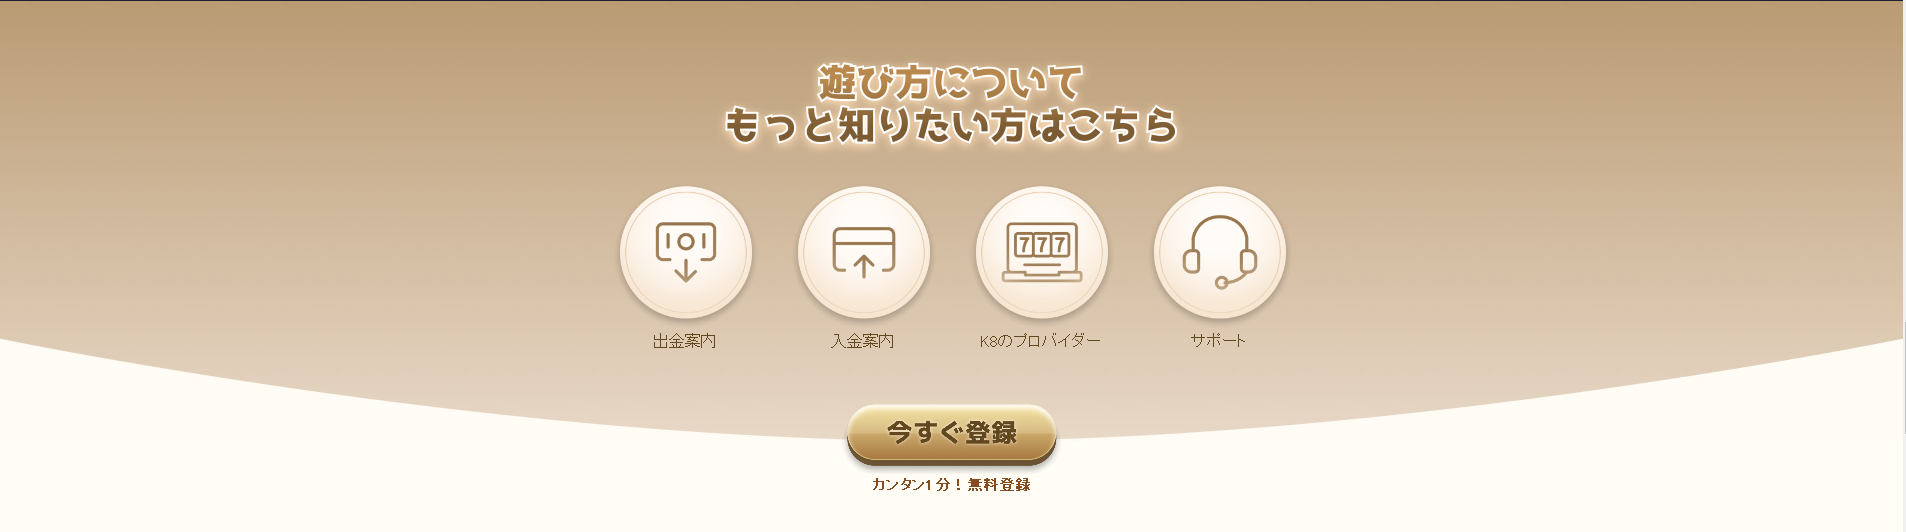 遊び方について
もっと知りたい方はこちら
777
出金案内
入金案内
K8のプロバイダー
サポート
今すぐ登録
カンタン1分！無料登録